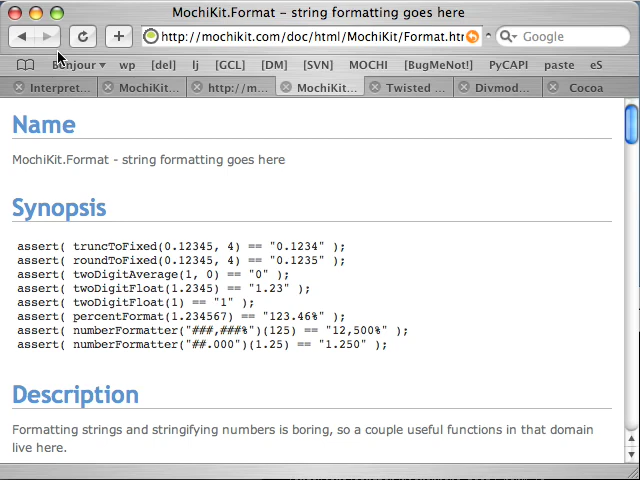 MochiKit.Format - string formatting goes here
http://mochikit.com/doc/html/MochiKit/Format.htm
Google
Bonjour wp [del] lj [GCL] [DM] [SVN] MOCHI [BugMeNot!] PyCAPI paste eS
Interpret... MochiKit... http://m... MochiKit... Twisted ... Divmod... Cocoa
Name
MochiKit.Format - string formatting goes here
Synopsis
assert( truncToFixed(0.12345, 4) == "0.1234" );
assert( roundToFixed(0.12345, 4) == "0.1235" );
assert( twoDigitAverage(1, 0) == "0" );
assert( twoDigitFloat(1.2345) == "1.23" );
assert( twoDigitFloat(1) == "1" );
assert( percentFormat(1.234567) == "123.46%" );
assert( numberFormatter("###,###%")(125) == "12,500%" );
assert( numberFormatter("##.000")(1.25) == "1.250" );
Description
Formatting strings and stringifying numbers is boring, so a couple useful functions in that domain
live here.